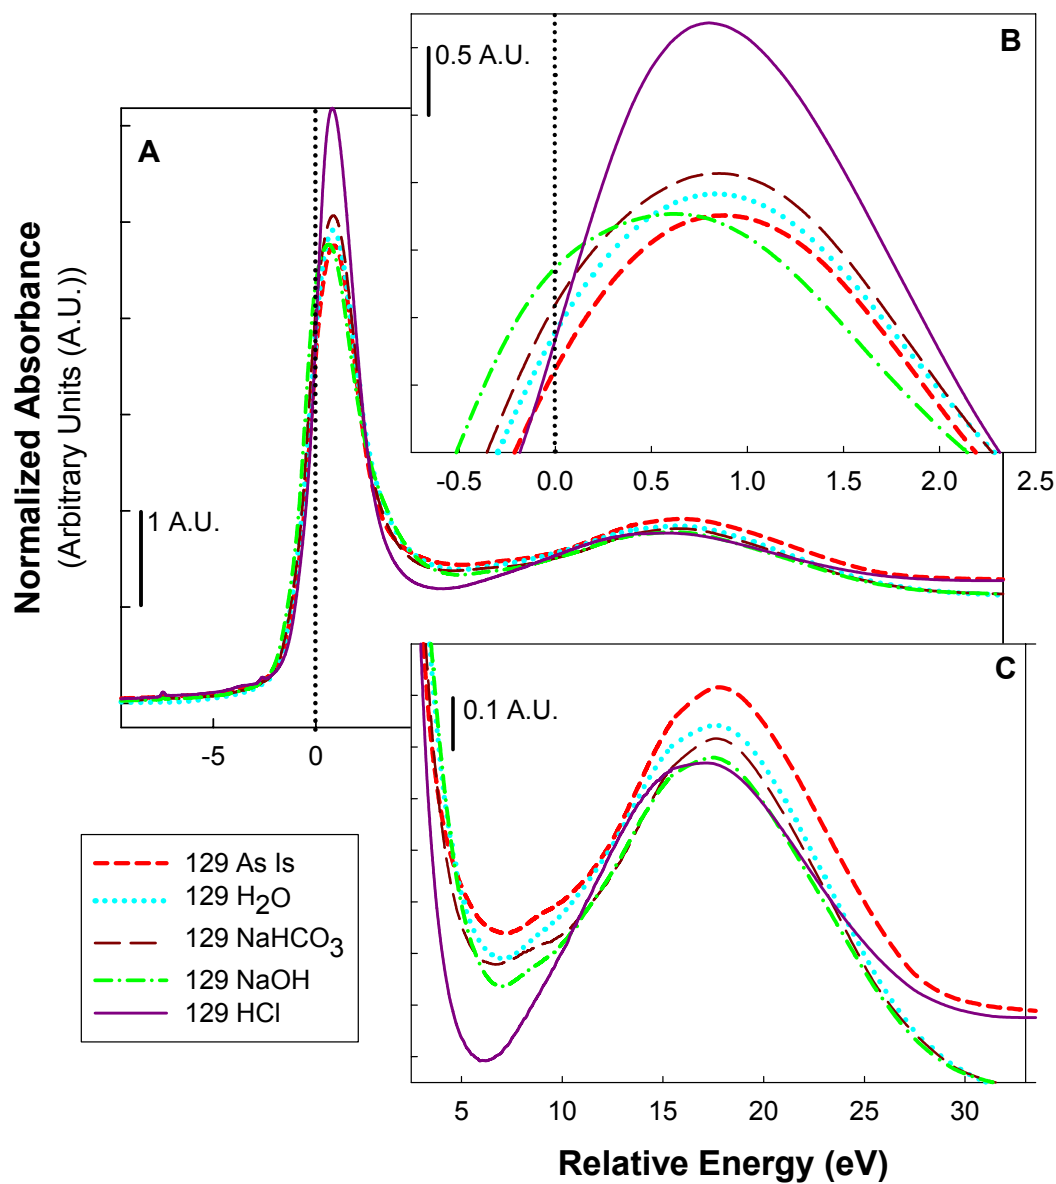 B
0.5 A.U.
A
-0.5 0.0 0.5 1.0 1.5 2.0 2.5
Normalized Absorbance
(Arbitrary Units (A.U.))
1 A.U.
C
0.1 A.U.
-5 0
129 As Is
129 H2O
129 NaHCO3
129 NaOH
129 HCl
5 10 15 20 25 30
Relative Energy (eV)